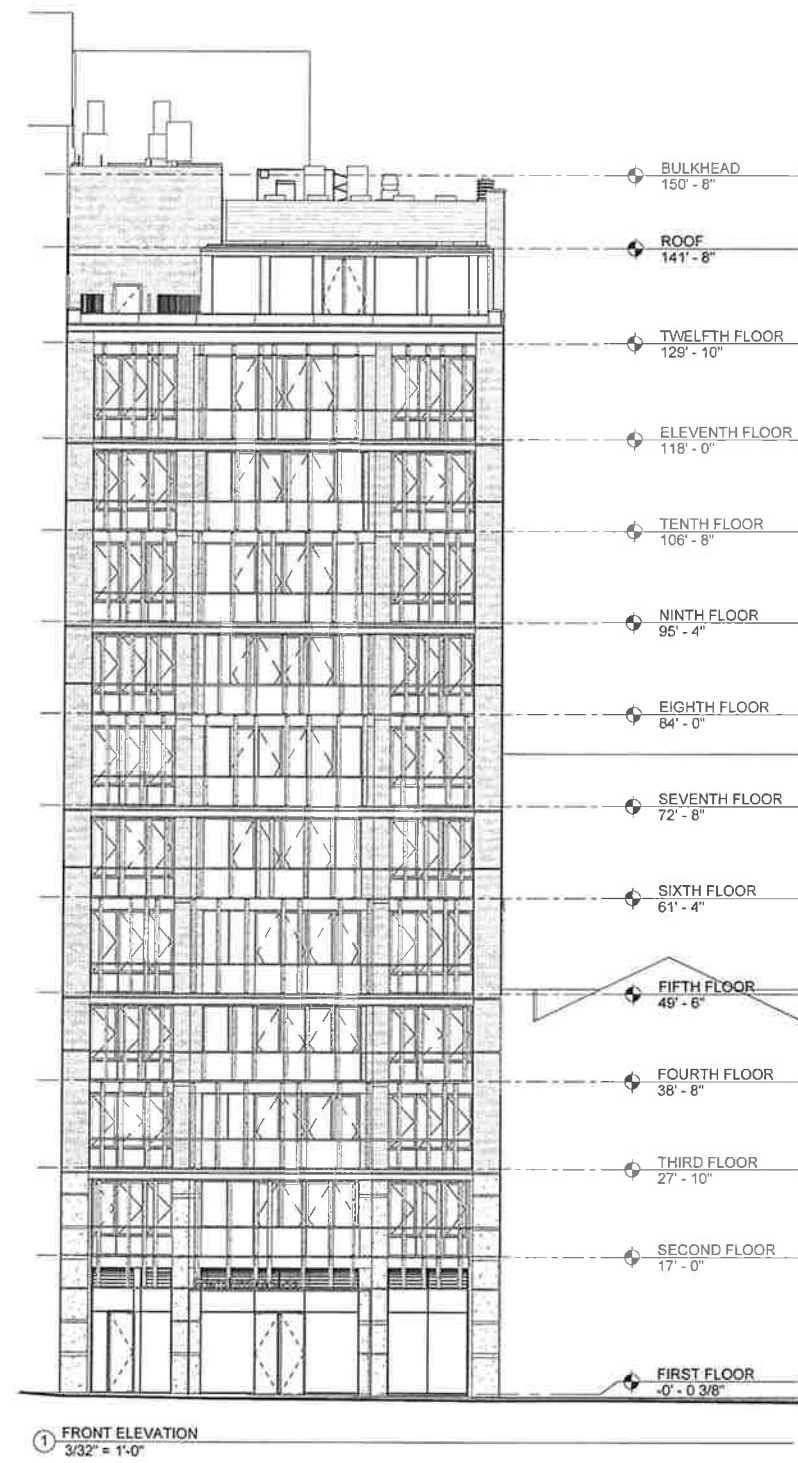 BULKHEAD
150' - 8"
ROOF
141' - 8"
TWELFTH FLOOR
129' - 10"
ELEVENTH FLOOR
118' - 0"
TENTH FLOOR
106' - 8"
NINTH FLOOR
95' - 4"
EIGHTH FLOOR
84' - 0"
SEVENTH FLOOR
72' - 8"
SIXTH FLOOR
61' - 4"
FIFTH FLOOR
49' - 6"
FOURTH FLOOR
38' - 8"
THIRD FLOOR
27' - 10"
SECOND FLOOR
17' - 0"
FIRST FLOOR
-0' - 0 3/8"
1 FRONT ELEVATION
3/32" = 1'-0"